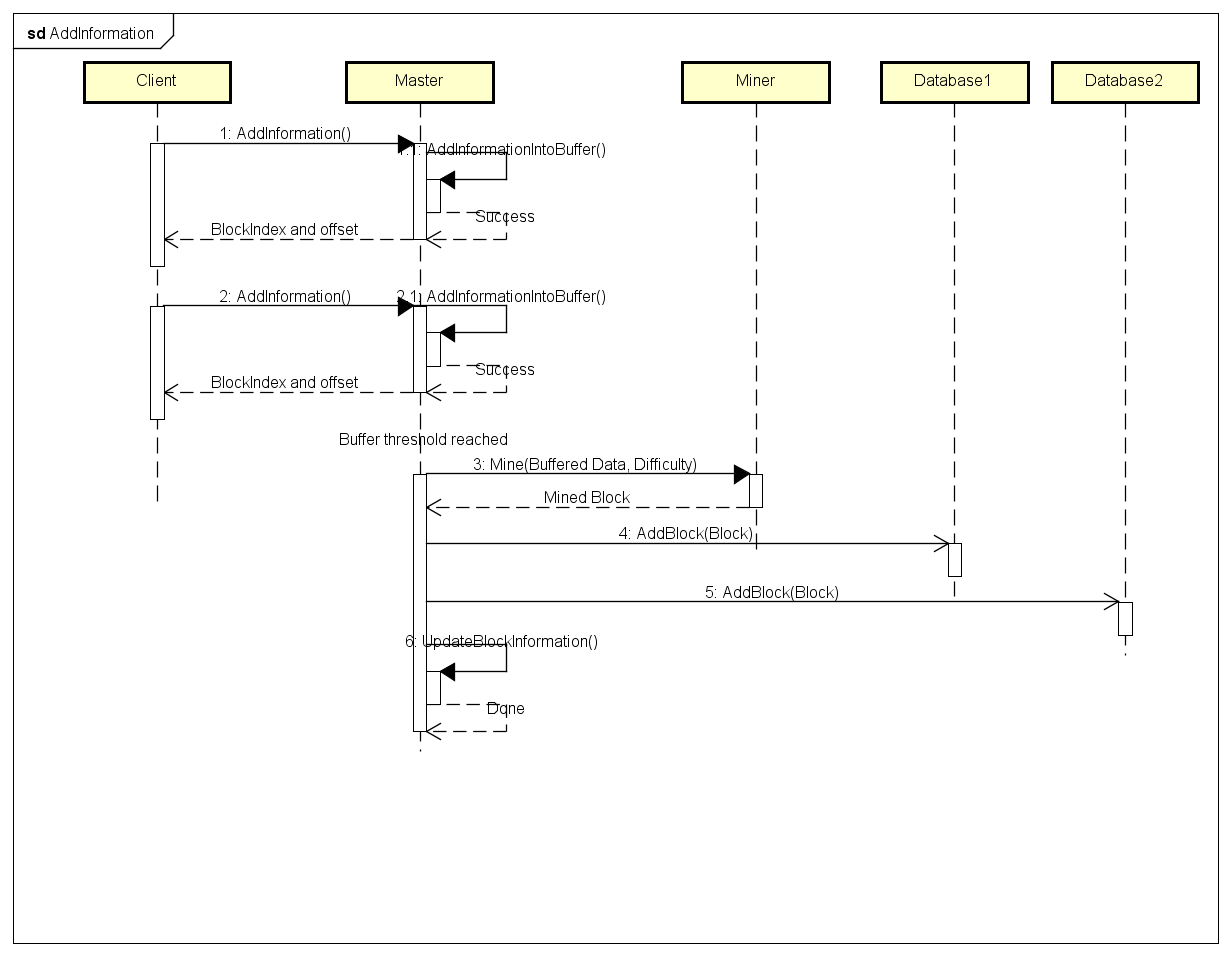 sd AddInformation
Client
Master
Miner
Database1
Database2
1: AddInformation()
1.1: AddInformationIntoBuffer()
Success
BlockIndex and offset
2: AddInformation()
2.1: AddInformationIntoBuffer()
Success
BlockIndex and offset
Buffer threshold reached
3: Mine(Buffered Data, Difficulty)
Mined Block
4: AddBlock(Block)
5: AddBlock(Block)
6: UpdateBlockInformation()
Done